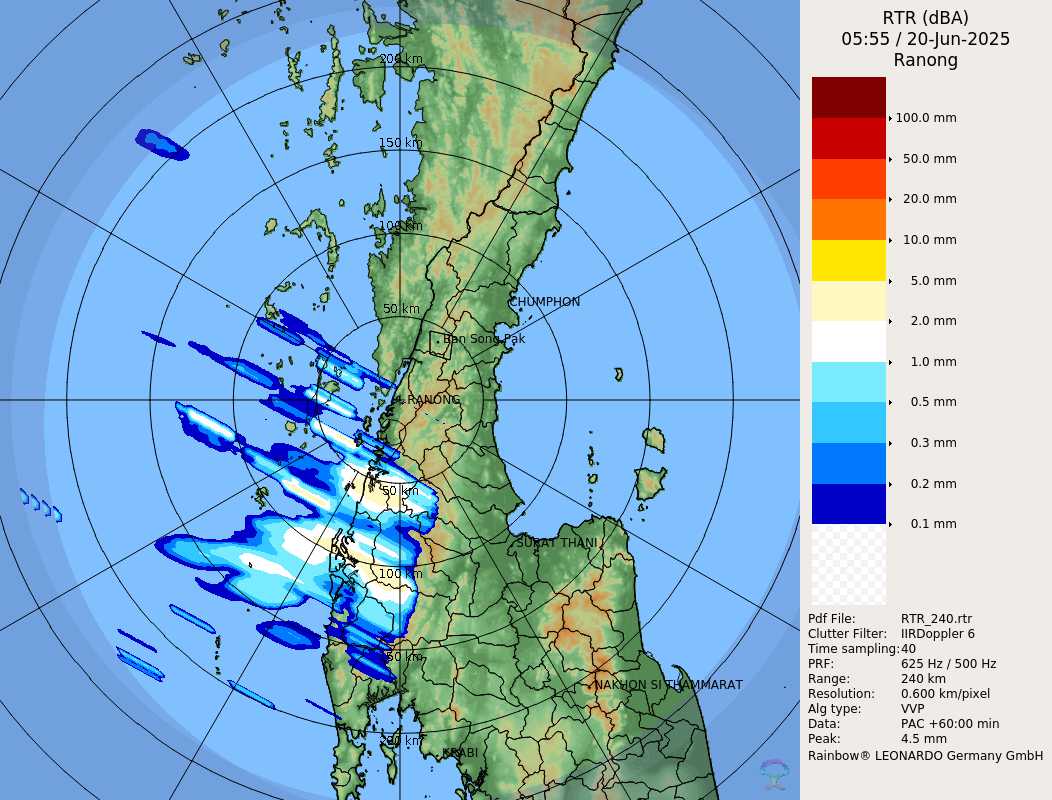 RTR (dBA)
05:55 / 20-Jun-2025
Ranong
100.0 mm
50.0 mm
20.0 mm
10.0 mm
5.0 mm
2.0 mm
1.0 mm
0.5 mm
0.3 mm
0.2 mm
0.1 mm
Pdf File: RTR_240.rtr
Clutter Filter: IIRDoppler 6
Time sampling: 40
PRF: 625 Hz / 500 Hz
Range: 240 km
Resolution: 0.600 km/pixel
Alg type: VVP
Data: PAC +60:00 min
Peak: 4.5 mm
Rainbow® LEONARDO Germany GmbH
200 km
150 km
100 km
50 km
CHUMPHON
Ban Song Pak
RANONG
50 km
SURAT THANI
100 km
150 km
NAKHON SI THAMMARAT
200 km
KRABI